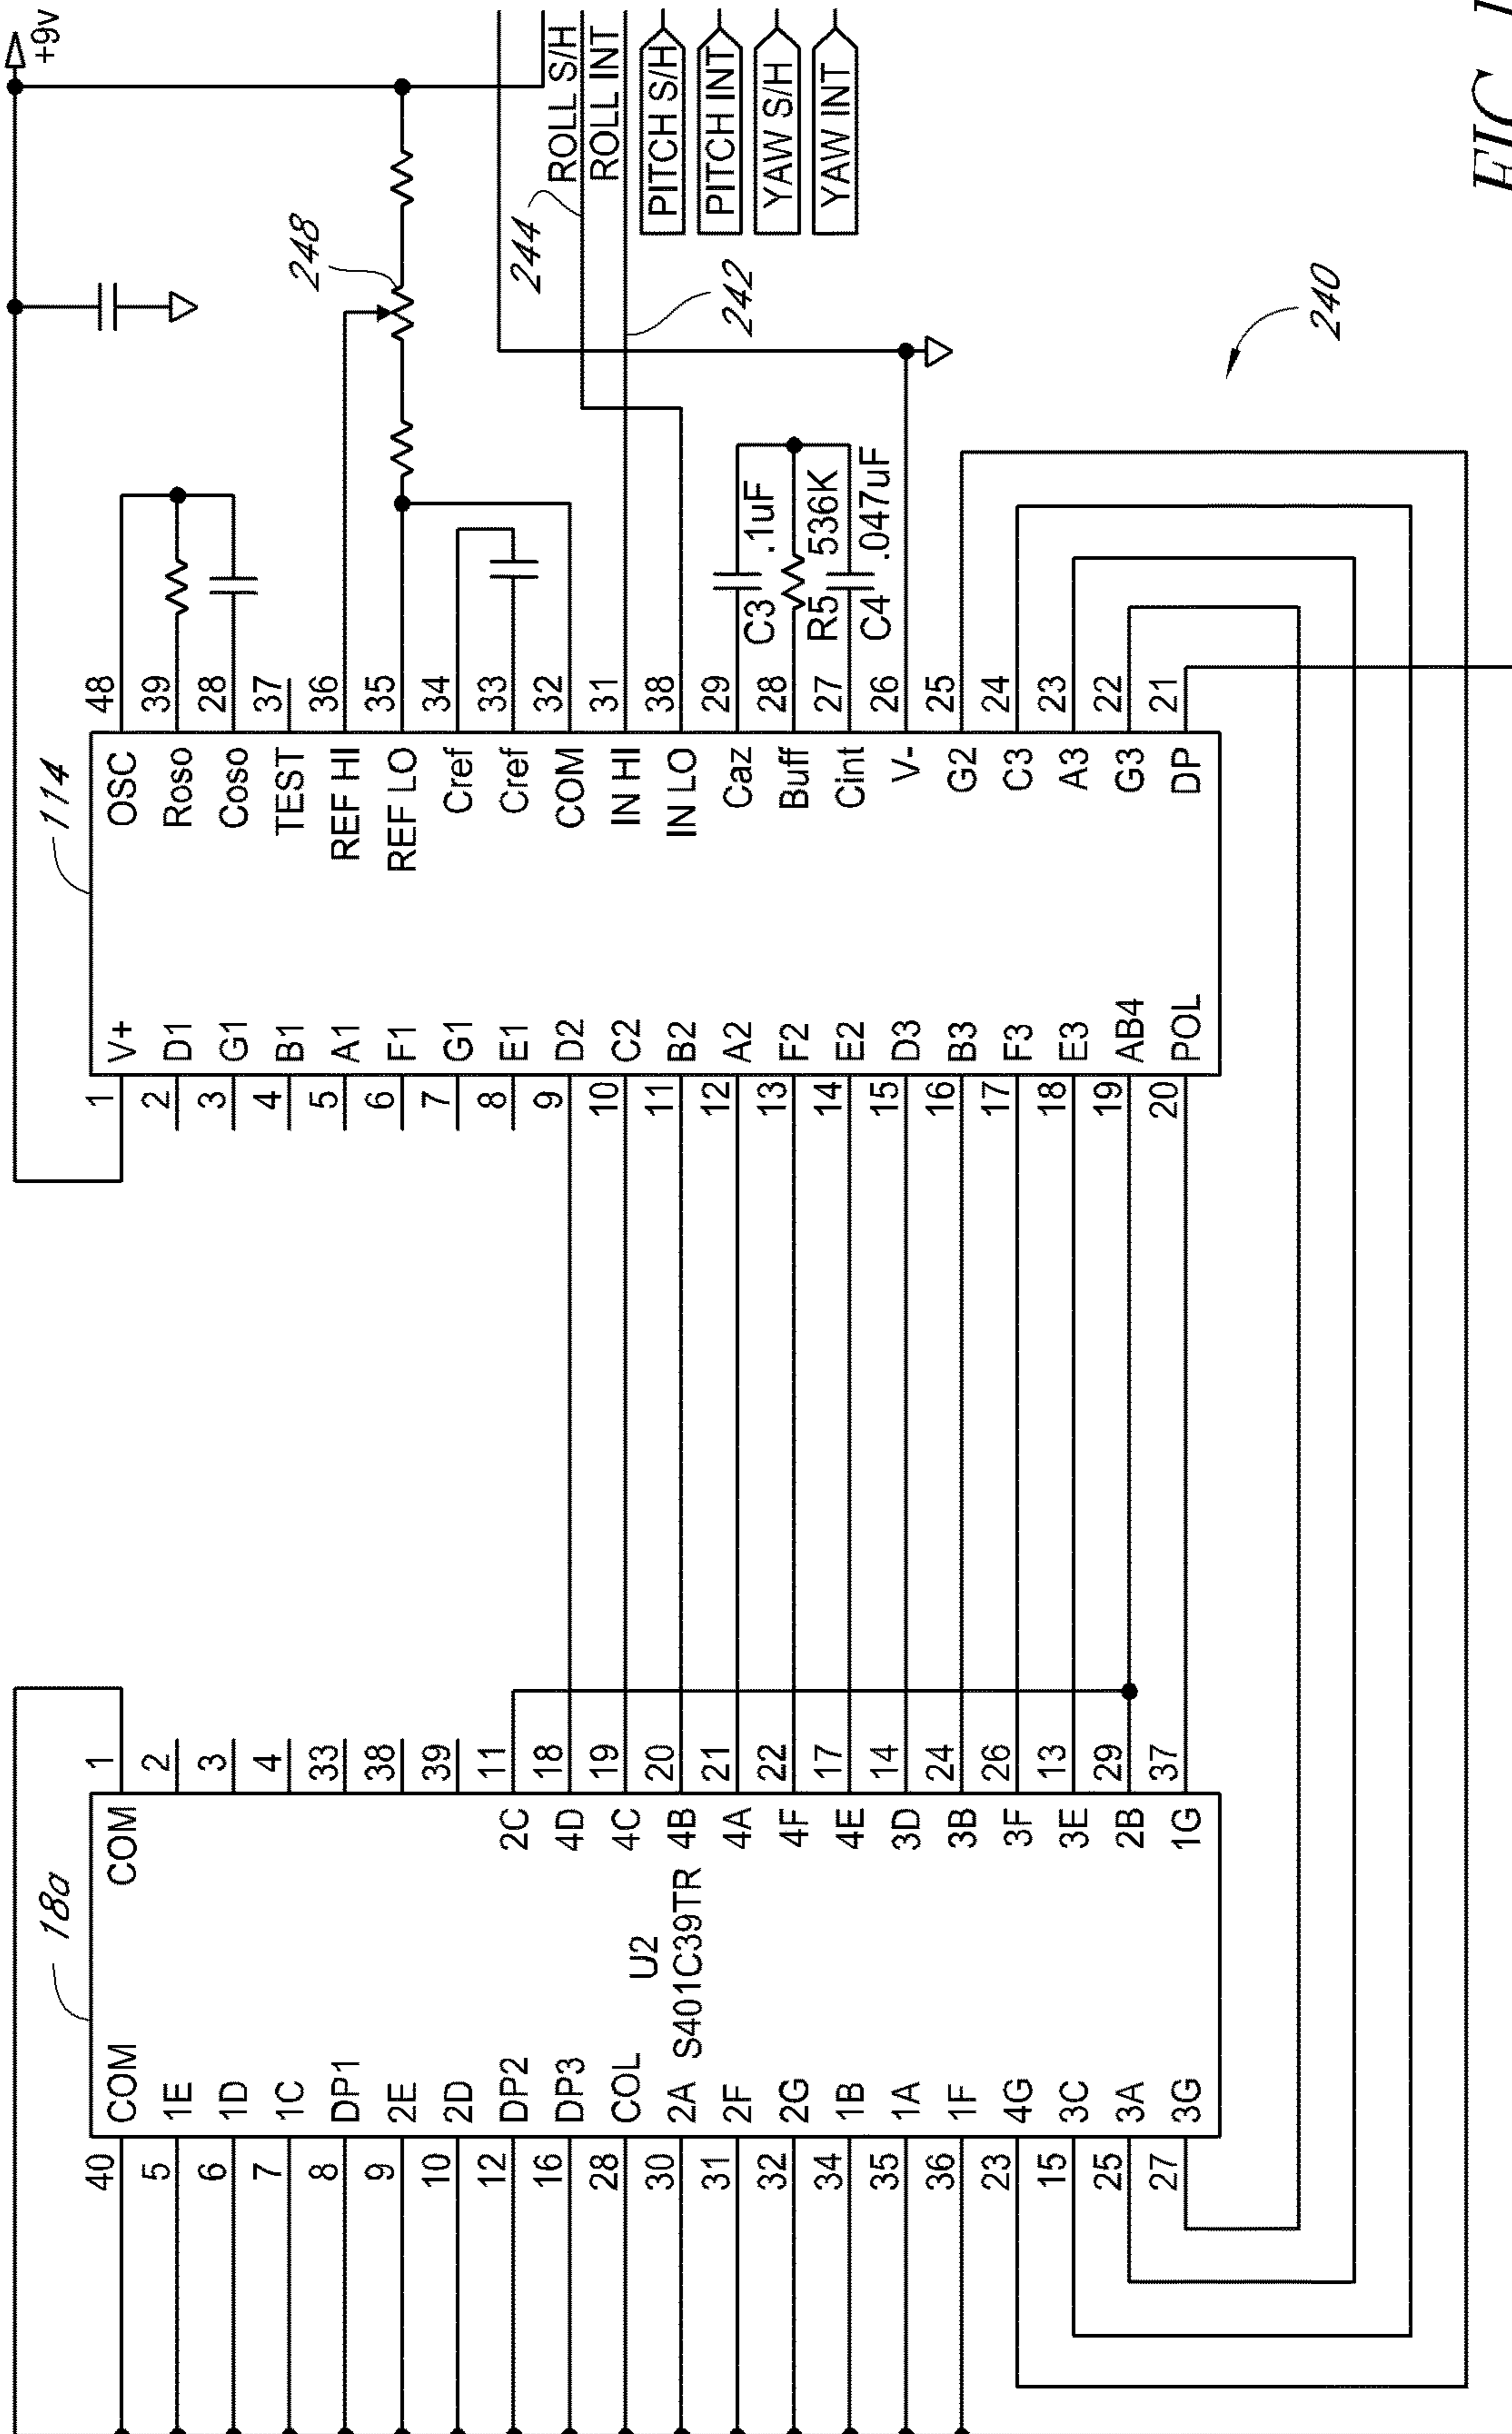 +9v
248
244
ROLL S/H
ROLL INT
242
PITCH S/H
PITCH INT
YAW S/H
YAW INT
240
114
1 V+
2 D1
3 G1
4 B1
5 A1
6 F1
7 G1
8 E1
9 D2
10 C2
11 B2
12 A2
13 F2
14 E2
15 D3
16 B3
17 F3
18 E3
19 AB4
20 POL
OSC 48
Roso 39
Coso 28
TEST 37
REF HI 36
REF LO 35
Cref 34
Cref 33
COM 32
IN HI 31
IN LO 38
Caz 29
Buff 28
Cint 27
V- 26
G2 25
C3 24
A3 23
G3 22
DP 21
C3 .1uF
R5 536K
C4 .047uF
18a
U2
S401C39TR
40 COM
5 1E
6 1D
7 1C
8 DP1
9 2E
10 2D
12 DP2
16 DP3
28 COL
30 2A
31 2F
32 2G
34 1B
35 1A
36 1F
23 4G
15 3C
25 3A
27 3G
COM 1
2
3
4
33
38
39
2C 11
4D 18
4C 19
4B 20
4A 21
4F 22
4E 17
3D 14
3B 24
3F 26
3E 13
2B 29
1G 37